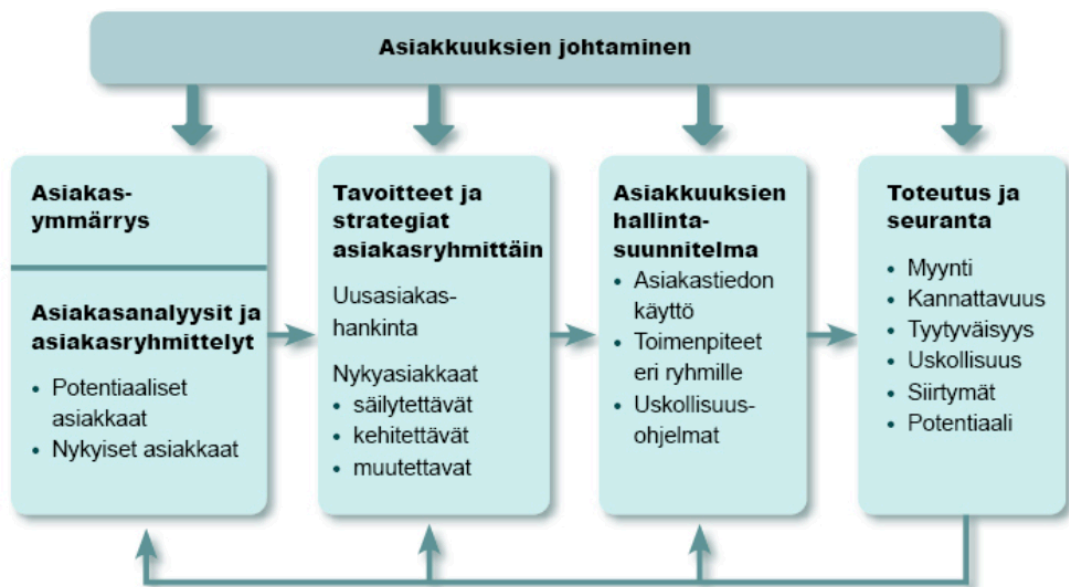 Asiakkuuksien johtaminen
Asiakas-
ymmärrys
Asiakasanalyysit ja
asiakasryhmittelyt
• Potentiaaliset
asiakkaat
• Nykyiset asiakkaat
Tavoitteet ja
strategiat
asiakasryhmittäin
Uusasiakas-
hankinta
Nykyasiakkaat
• säilytettävät
• kehitettävät
• muutettavat
Asiakkuuksien
hallinta-
suunnitelma
• Asiakastiedon
käyttö
• Toimenpiteet
eri ryhmille
• Uskollisuus-
ohjelmat
Toteutus ja
seuranta
• Myynti
• Kannattavuus
• Tyytyväisyys
• Uskollisuus
• Siirtymät
• Potentiaali